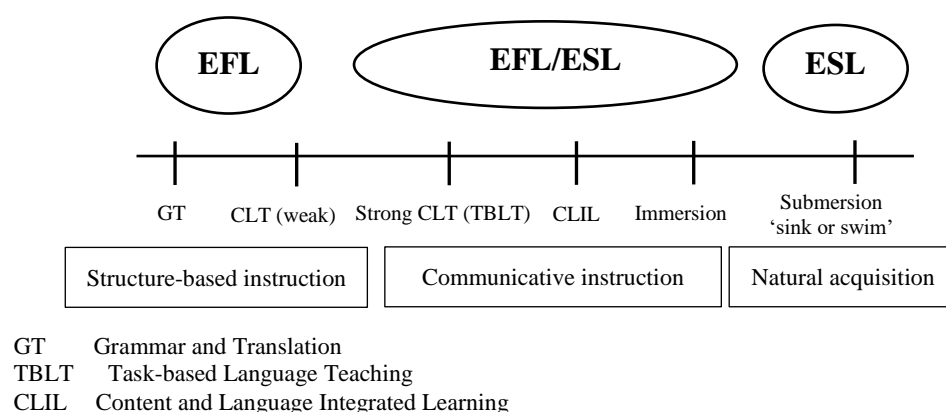 EFL
EFL/ESL
ESL
GT
CLT (weak)
Strong CLT (TBLT)
CLIL
Immersion
Submersion
‘sink or swim’
Structure-based instruction
Communicative instruction
Natural acquisition
GT Grammar and Translation
TBLT Task-based Language Teaching
CLIL Content and Language Integrated Learning